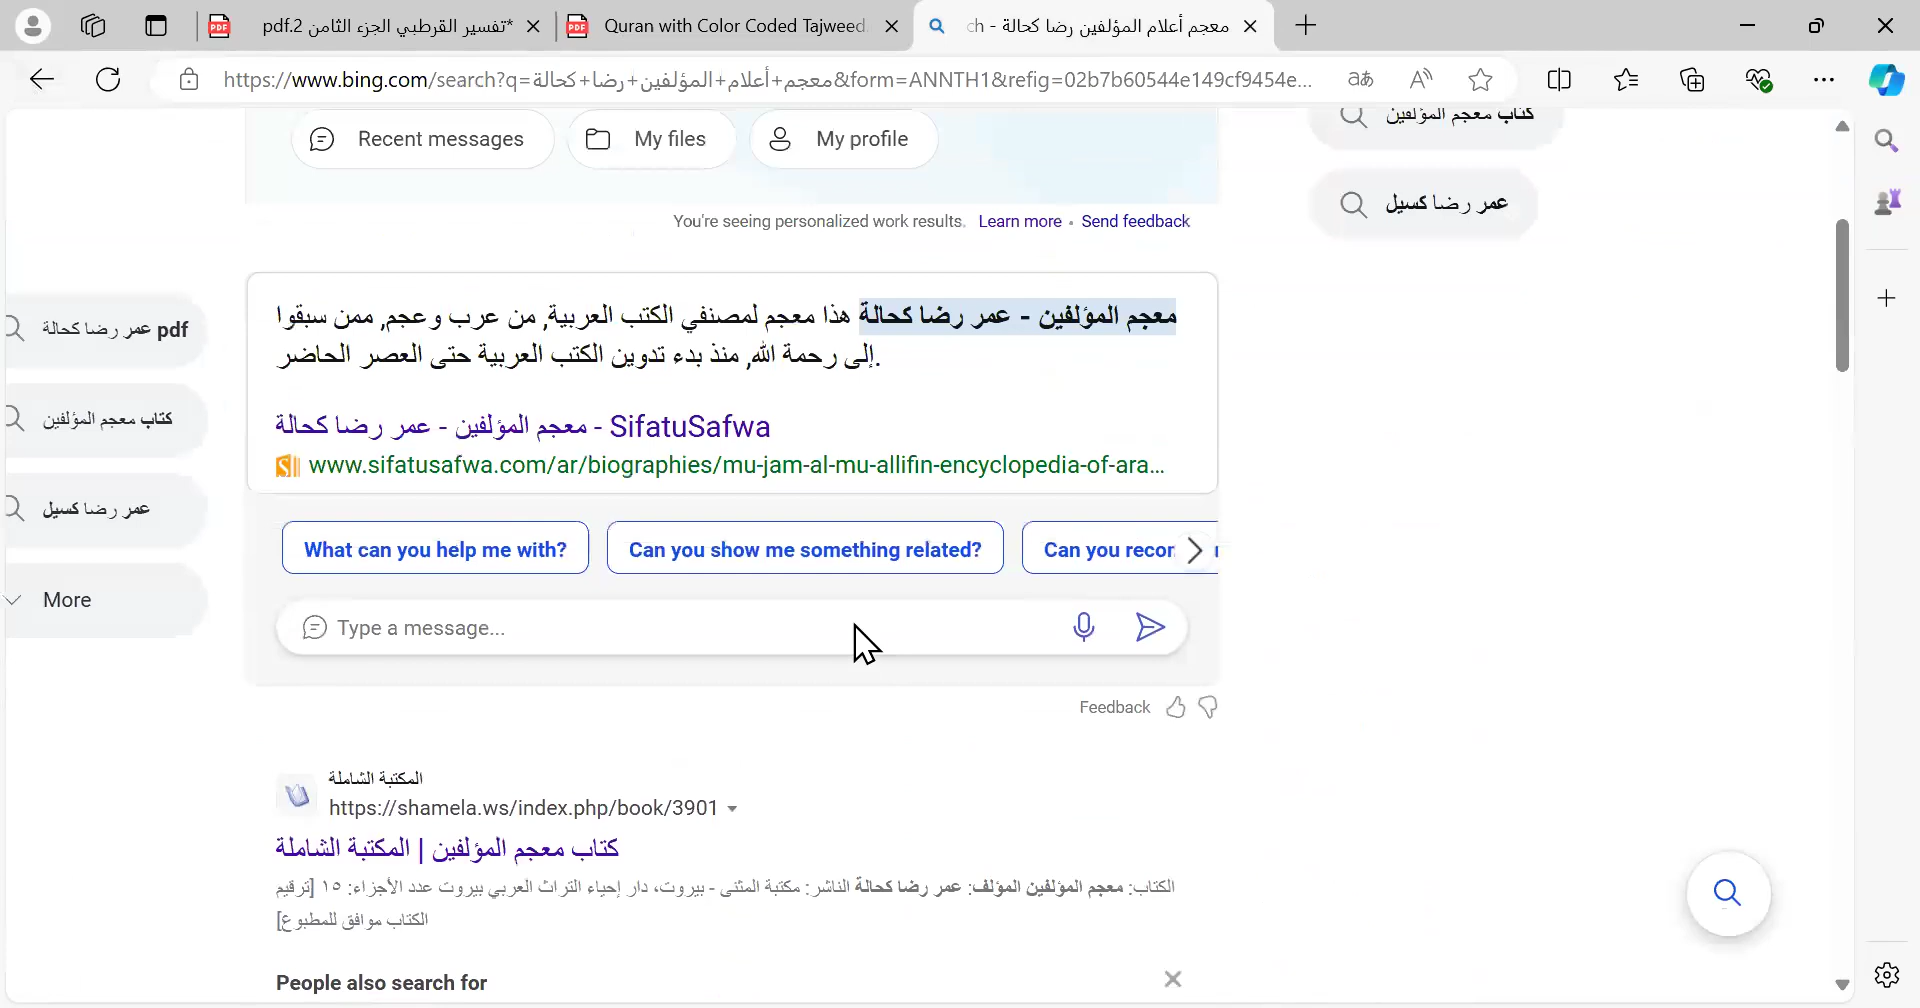 *تفسير القرطبي الجزء الثامن 2.pdf
Quran with Color Coded Tajweed
معجم أعلام المؤلفين رضا كحالة - ch
https://www.bing.com/search?q=معجم+أعلام+المؤلفين+رضا+كحالة&form=ANNTH1&refig=02b7b60544e149cf9454e...
Recent messages
My files
My profile
كتاب معجم المؤلفين
عمر رضا كسيل
You're seeing personalized work results. Learn more • Send feedback
معجم المؤلفين - عمر رضا كحالة هذا معجم لمصنفي الكتب العربية, من عرب وعجم, ممن سبقوا
إلى رحمة الله, منذ بدء تدوين الكتب العربية حتى العصر الحاضر.
معجم المؤلفين - عمر رضا كحالة - SifatuSafwa
www.sifatusafwa.com/ar/biographies/mu-jam-al-mu-allifin-encyclopedia-of-ara...
عمر رضا كحالة pdf
كتاب معجم المؤلفين
عمر رضا كسيل
More
What can you help me with?
Can you show me something related?
Can you recor
Type a message...
Feedback
المكتبة الشاملة
https://shamela.ws/index.php/book/3901
كتاب معجم المؤلفين | المكتبة الشاملة
الكتاب: معجم المؤلفين المؤلف: عمر رضا كحالة الناشر: مكتبة المثنى - بيروت، دار إحياء التراث العربي بيروت عدد الأجزاء: ١٥ [ترقيم
الكتاب موافق للمطبوع]
People also search for